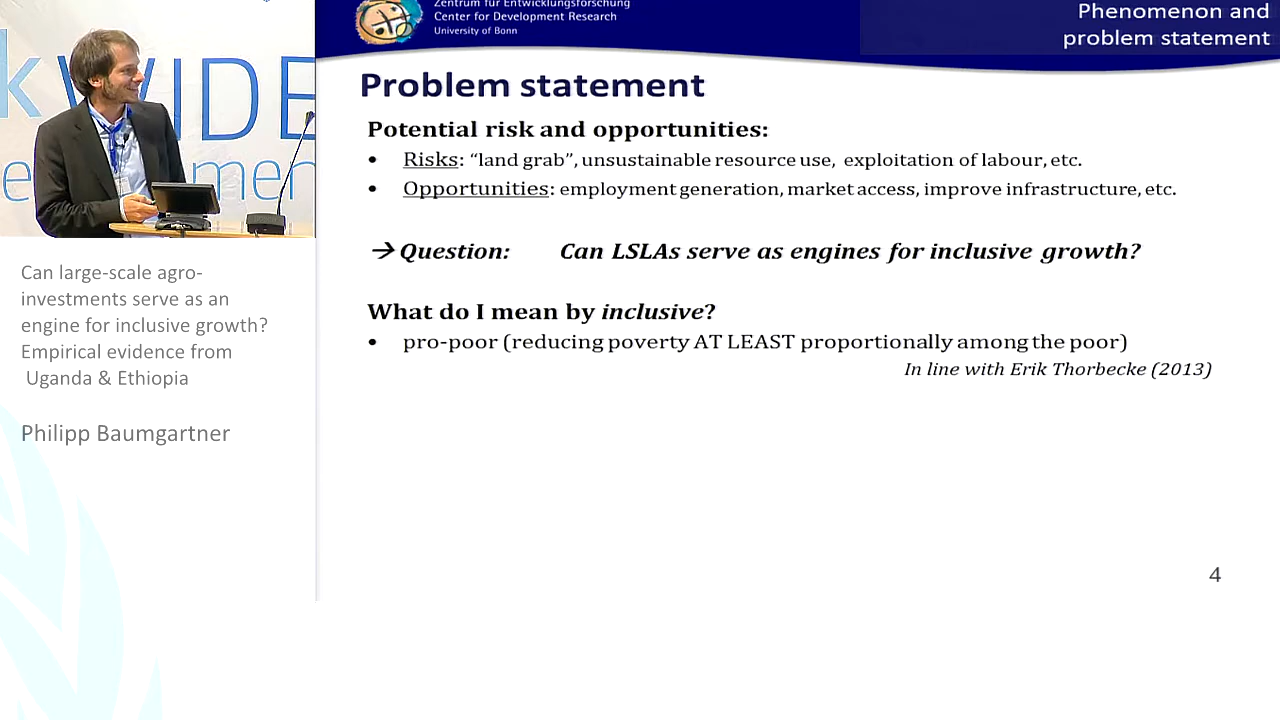 k WIDE
Can large-scale agro-
investments serve as an
engine for inclusive growth?
Empirical evidence from
Uganda & Ethiopia
Philipp Baumgartner
Zentrum für Entwicklungsforschung
Center for Development Research
University of Bonn
Phenomenon and
problem statement
Problem statement
Potential risk and opportunities:
• Risks: “land grab”, unsustainable resource use, exploitation of labour, etc.
• Opportunities: employment generation, market access, improve infrastructure, etc.
→ Question: Can LSLAs serve as engines for inclusive growth?
What do I mean by inclusive?
• pro-poor (reducing poverty AT LEAST proportionally among the poor)
In line with Erik Thorbecke (2013)
4